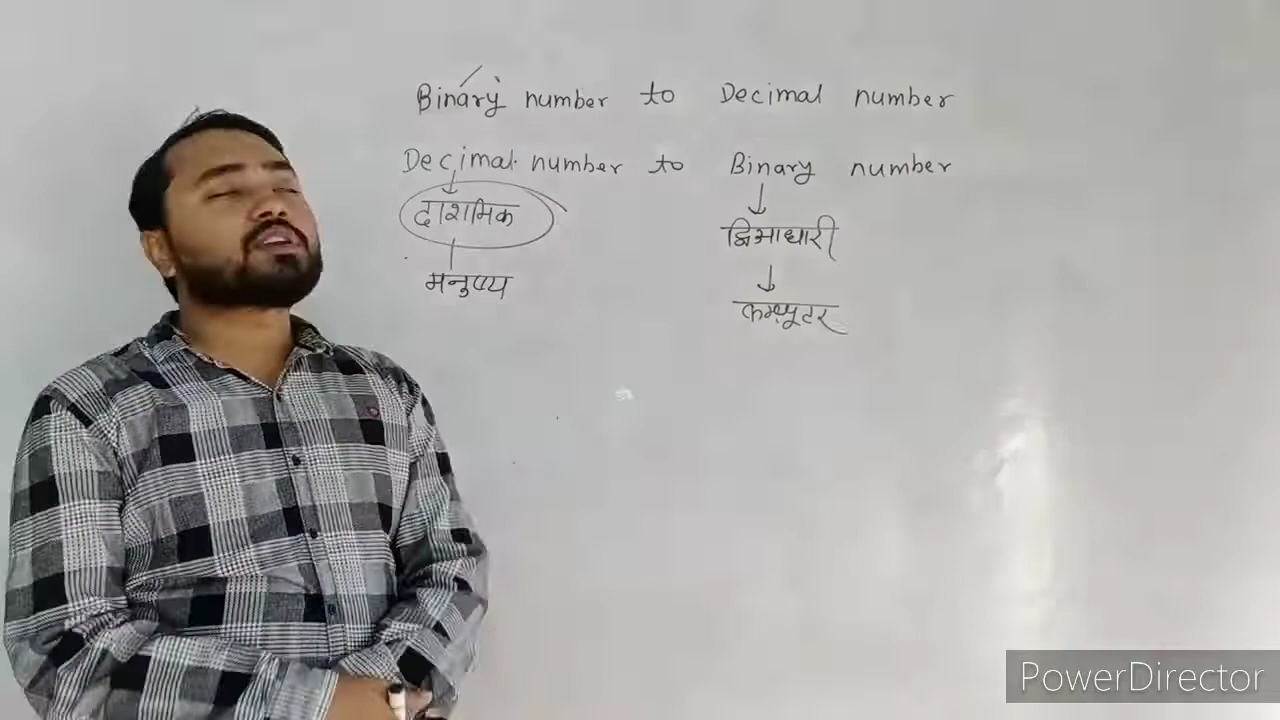 Binary number to Decimal number
Decimal number to Binary number
दाशमिक
द्विआधारी
मनुष्य
कम्प्यूटर
PowerDirector